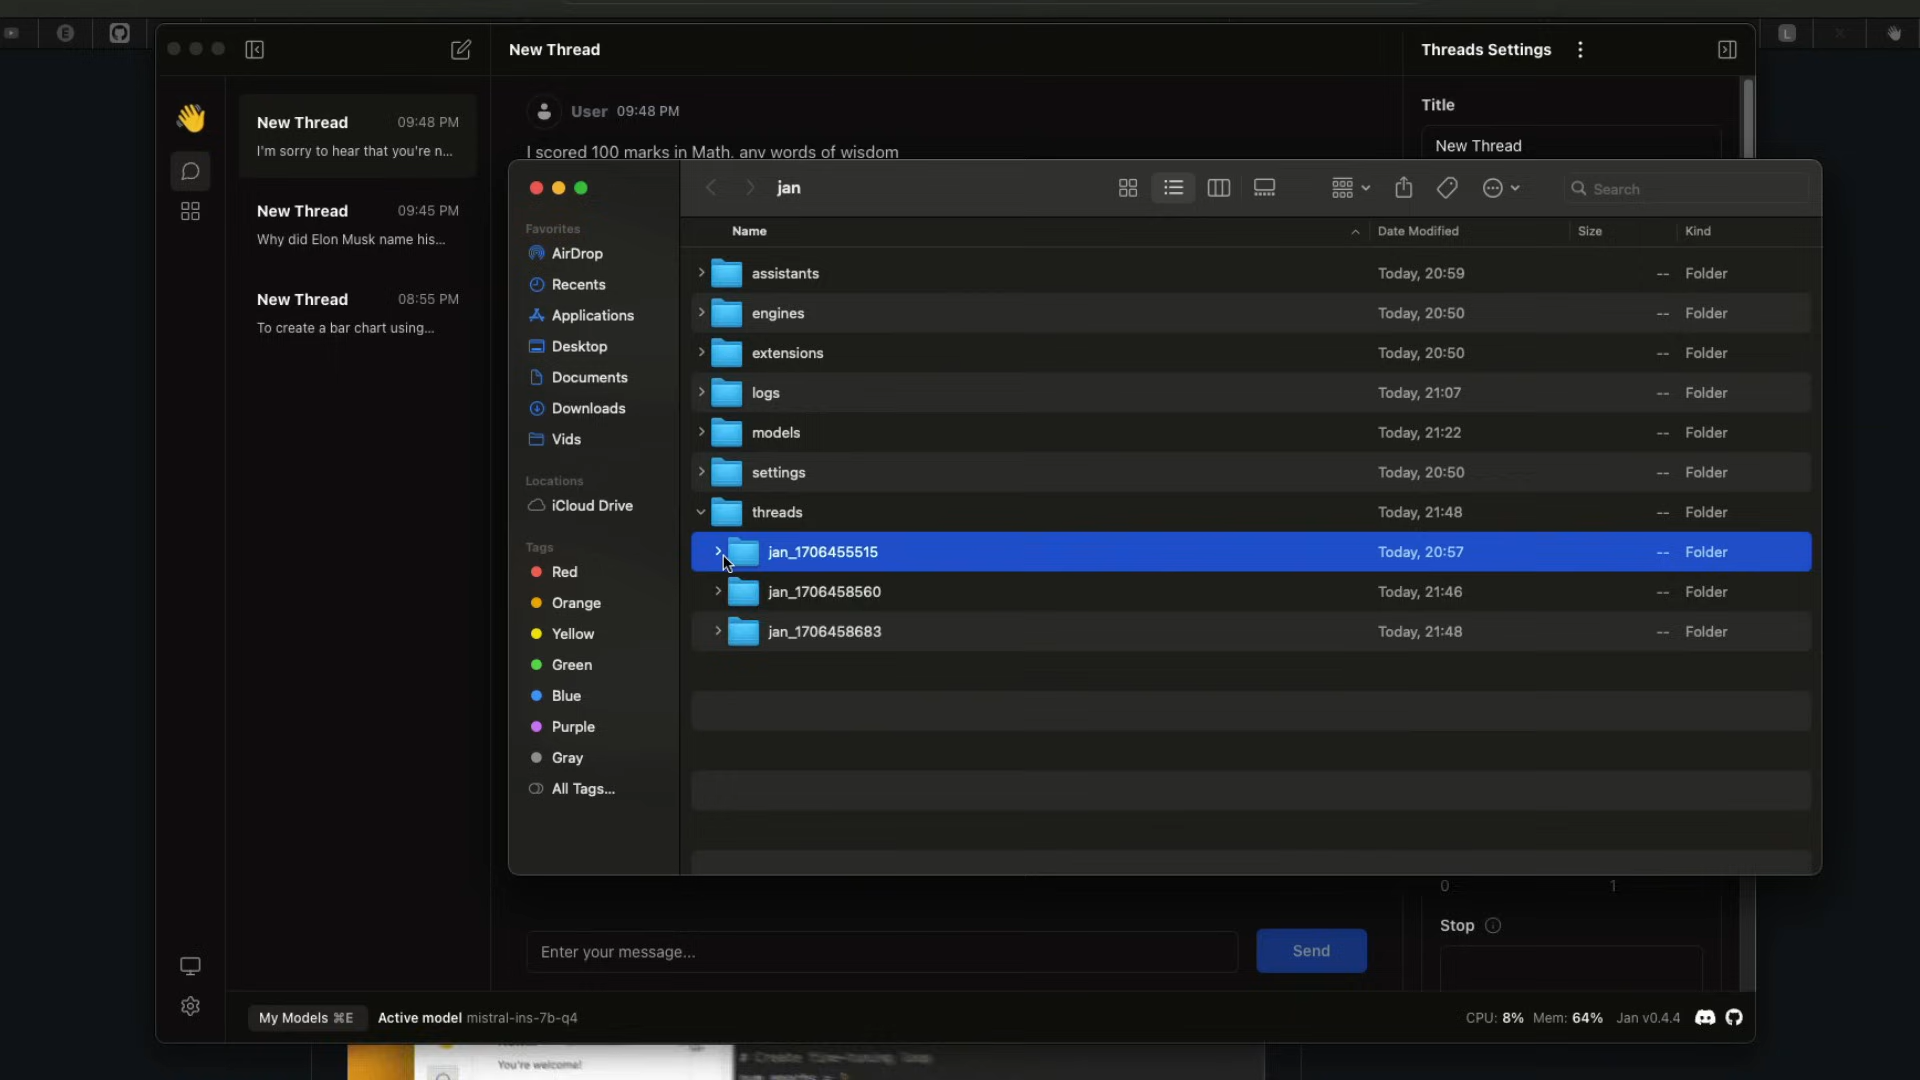 New Thread
Threads Settings
L
E
New Thread 09:48 PM
I'm sorry to hear that you're n...
New Thread 09:45 PM
Why did Elon Musk name his...
New Thread 08:55 PM
To create a bar chart using...
User 09:48 PM
I scored 100 marks in Math, any words of wisdom
Title
New Thread
jan
Search
Favorites
AirDrop
Recents
Applications
Desktop
Documents
Downloads
Vids
Locations
iCloud Drive
Tags
Red
Orange
Yellow
Green
Blue
Purple
Gray
All Tags...
Name Date Modified Size Kind
assistants Today, 20:59 -- Folder
engines Today, 20:50 -- Folder
extensions Today, 20:50 -- Folder
logs Today, 21:07 -- Folder
models Today, 21:22 -- Folder
settings Today, 20:50 -- Folder
threads Today, 21:48 -- Folder
jan_1706455515 Today, 20:57 -- Folder
jan_1706458560 Today, 21:46 -- Folder
jan_1706458683 Today, 21:48 -- Folder
0 1
Stop
Enter your message...
Send
My Models ⌘E Active model mistral-ins-7b-q4
CPU: 8% Mem: 64% Jan v0.4.4
You're welcome!
# Create fine-tuning loop